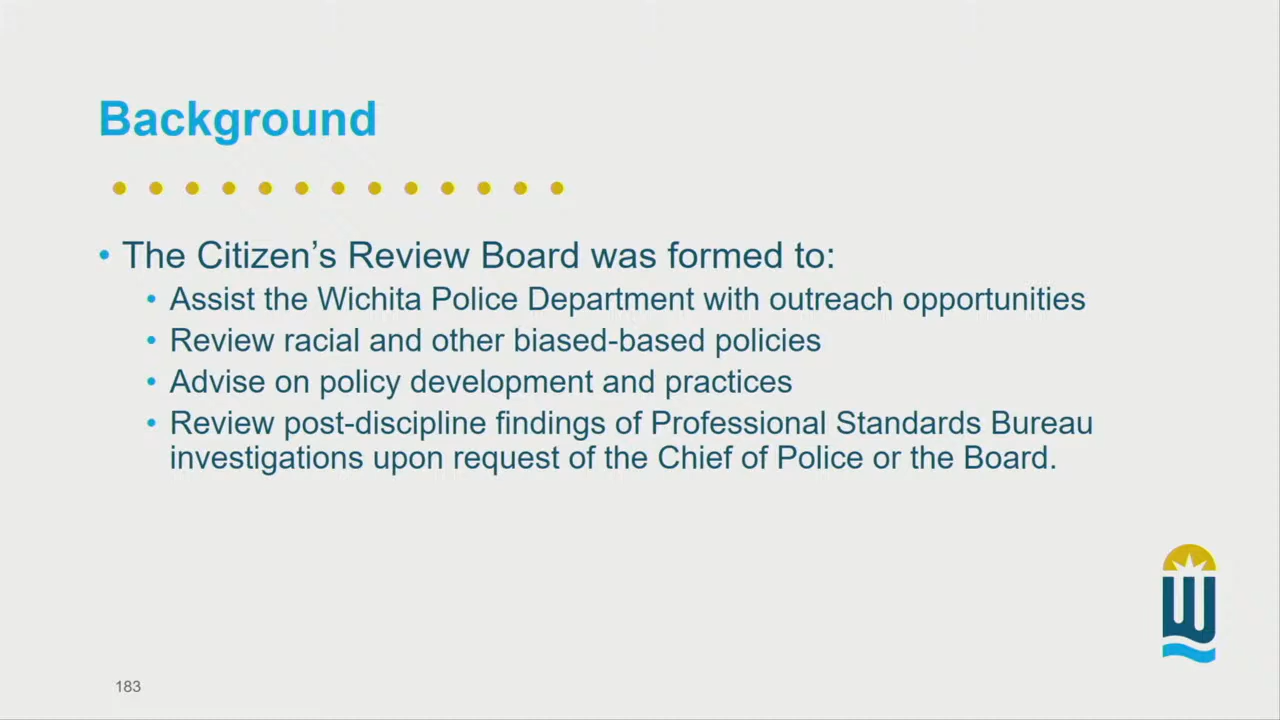 Background
• The Citizen’s Review Board was formed to:
• Assist the Wichita Police Department with outreach opportunities
• Review racial and other biased-based policies
• Advise on policy development and practices
• Review post-discipline findings of Professional Standards Bureau
investigations upon request of the Chief of Police or the Board.
W
183